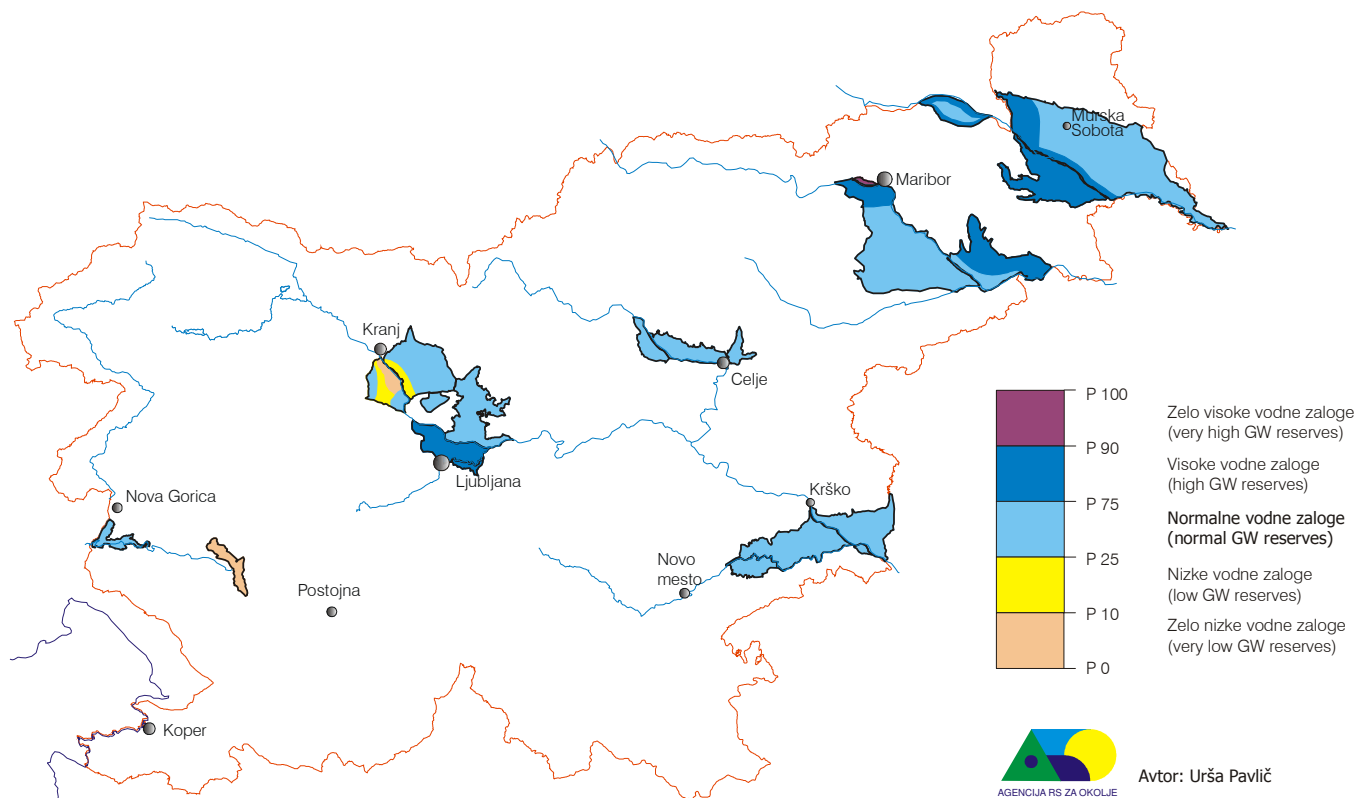 Murska
Sobota
Maribor
Kranj
Celje
Ljubljana
Nova Gorica
Krško
Novo
mesto
Postojna
Koper
P 100
Zelo visoke vodne zaloge
(very high GW reserves)
P 90
Visoke vodne zaloge
(high GW reserves)
P 75
Normalne vodne zaloge
(normal GW reserves)
P 25
Nizke vodne zaloge
(low GW reserves)
P 10
Zelo nizke vodne zaloge
(very low GW reserves)
P 0
AGENCIJA RS ZA OKOLJE
Avtor: Urša Pavlič